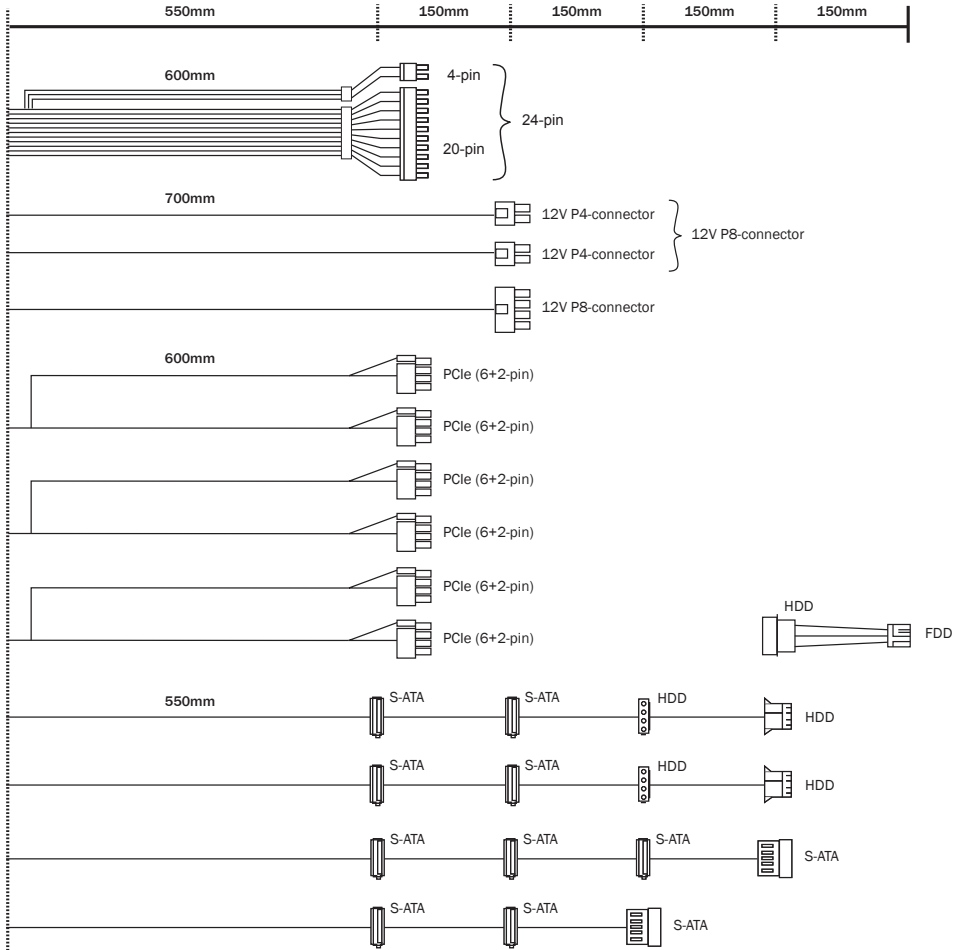 550mm 150mm 150mm 150mm 150mm
600mm
4-pin
24-pin
20-pin
700mm
12V P4-connector
12V P8-connector
12V P4-connector
12V P8-connector
600mm
PCIe (6+2-pin)
PCIe (6+2-pin)
PCIe (6+2-pin)
PCIe (6+2-pin)
PCIe (6+2-pin)
HDD
FDD
PCIe (6+2-pin)
550mm
S-ATA S-ATA HDD
HDD
S-ATA S-ATA HDD
HDD
S-ATA S-ATA S-ATA
S-ATA
S-ATA S-ATA
S-ATA